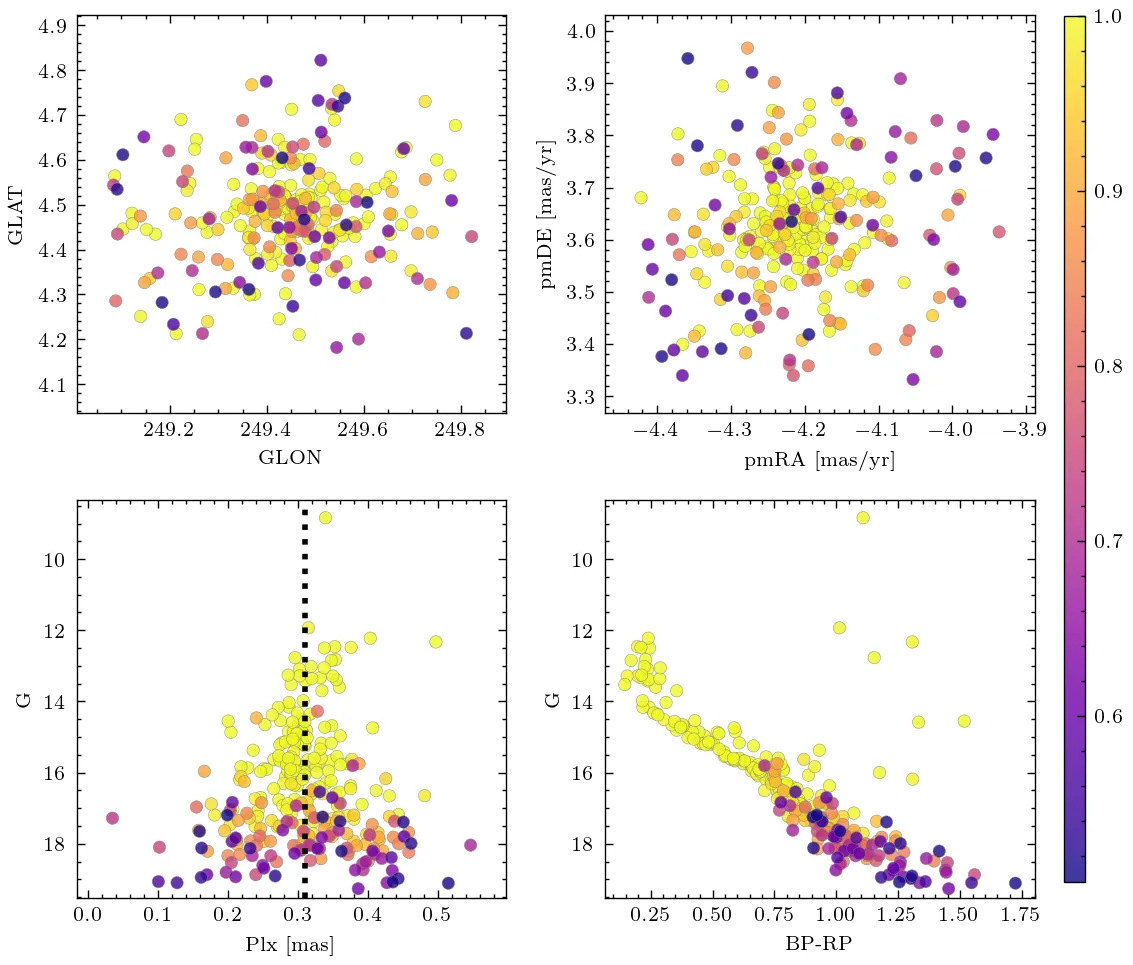 4.9
4.8
4.7
4.6
4.5
4.4
4.3
4.2
4.1
GLAT
249.2 249.4 249.6 249.8
GLON
4.0
3.9
3.8
3.7
3.6
3.5
3.4
3.3
pmDE [mas/yr]
−4.4 −4.3 −4.2 −4.1 −4.0 −3.9
pmRA [mas/yr]
10
12
14
16
18
G
0.0 0.1 0.2 0.3 0.4 0.5
Plx [mas]
10
12
14
16
18
G
0.25 0.50 0.75 1.00 1.25 1.50 1.75
BP-RP
1.0
0.9
0.8
0.7
0.6